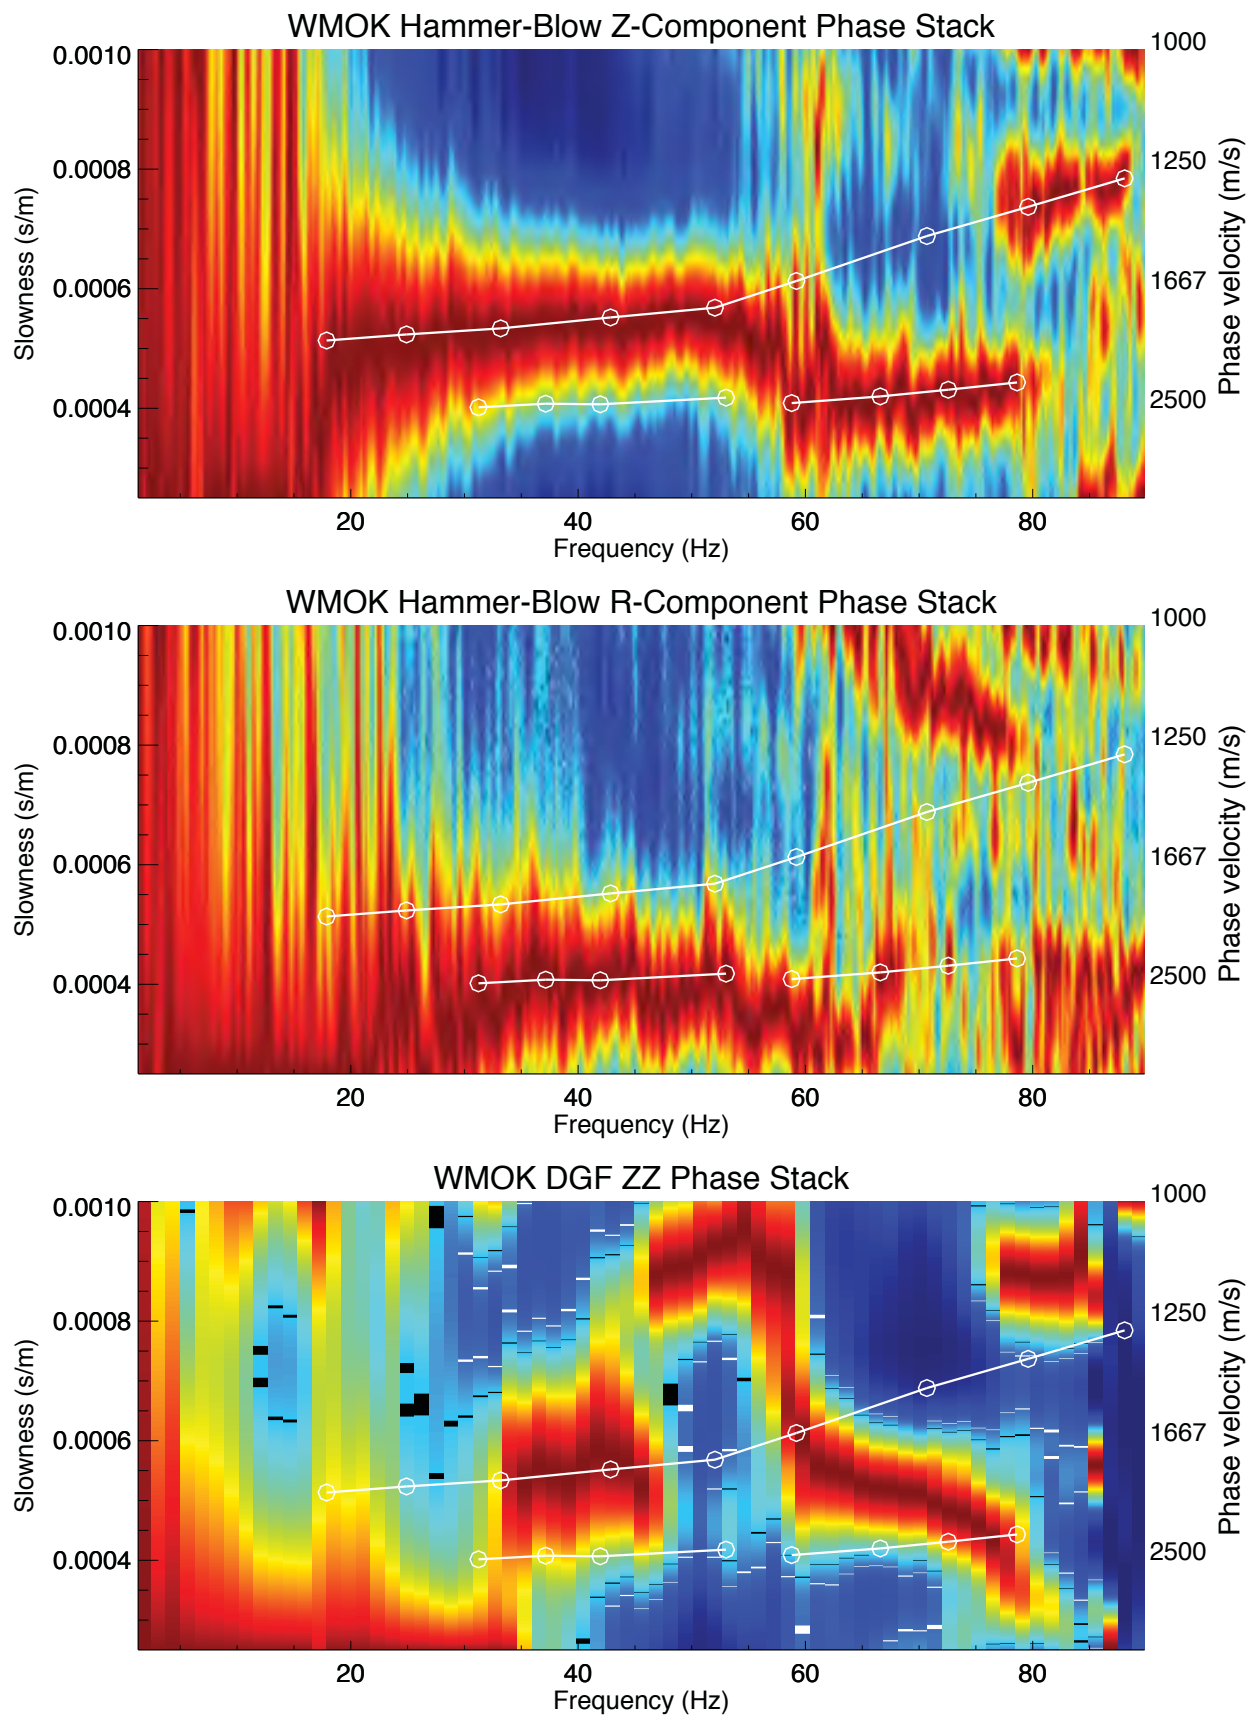 WMOK Hammer-Blow Z-Component Phase Stack
0.0010
0.0008
0.0006
0.0004
Slowness (s/m)
1000
1250
1667
2500
Phase velocity (m/s)
20 40 60 80
Frequency (Hz)
WMOK Hammer-Blow R-Component Phase Stack
0.0010
0.0008
0.0006
0.0004
Slowness (s/m)
1000
1250
1667
2500
Phase velocity (m/s)
20 40 60 80
Frequency (Hz)
WMOK DGF ZZ Phase Stack
0.0010
0.0008
0.0006
0.0004
Slowness (s/m)
1000
1250
1667
2500
Phase velocity (m/s)
20 40 60 80
Frequency (Hz)